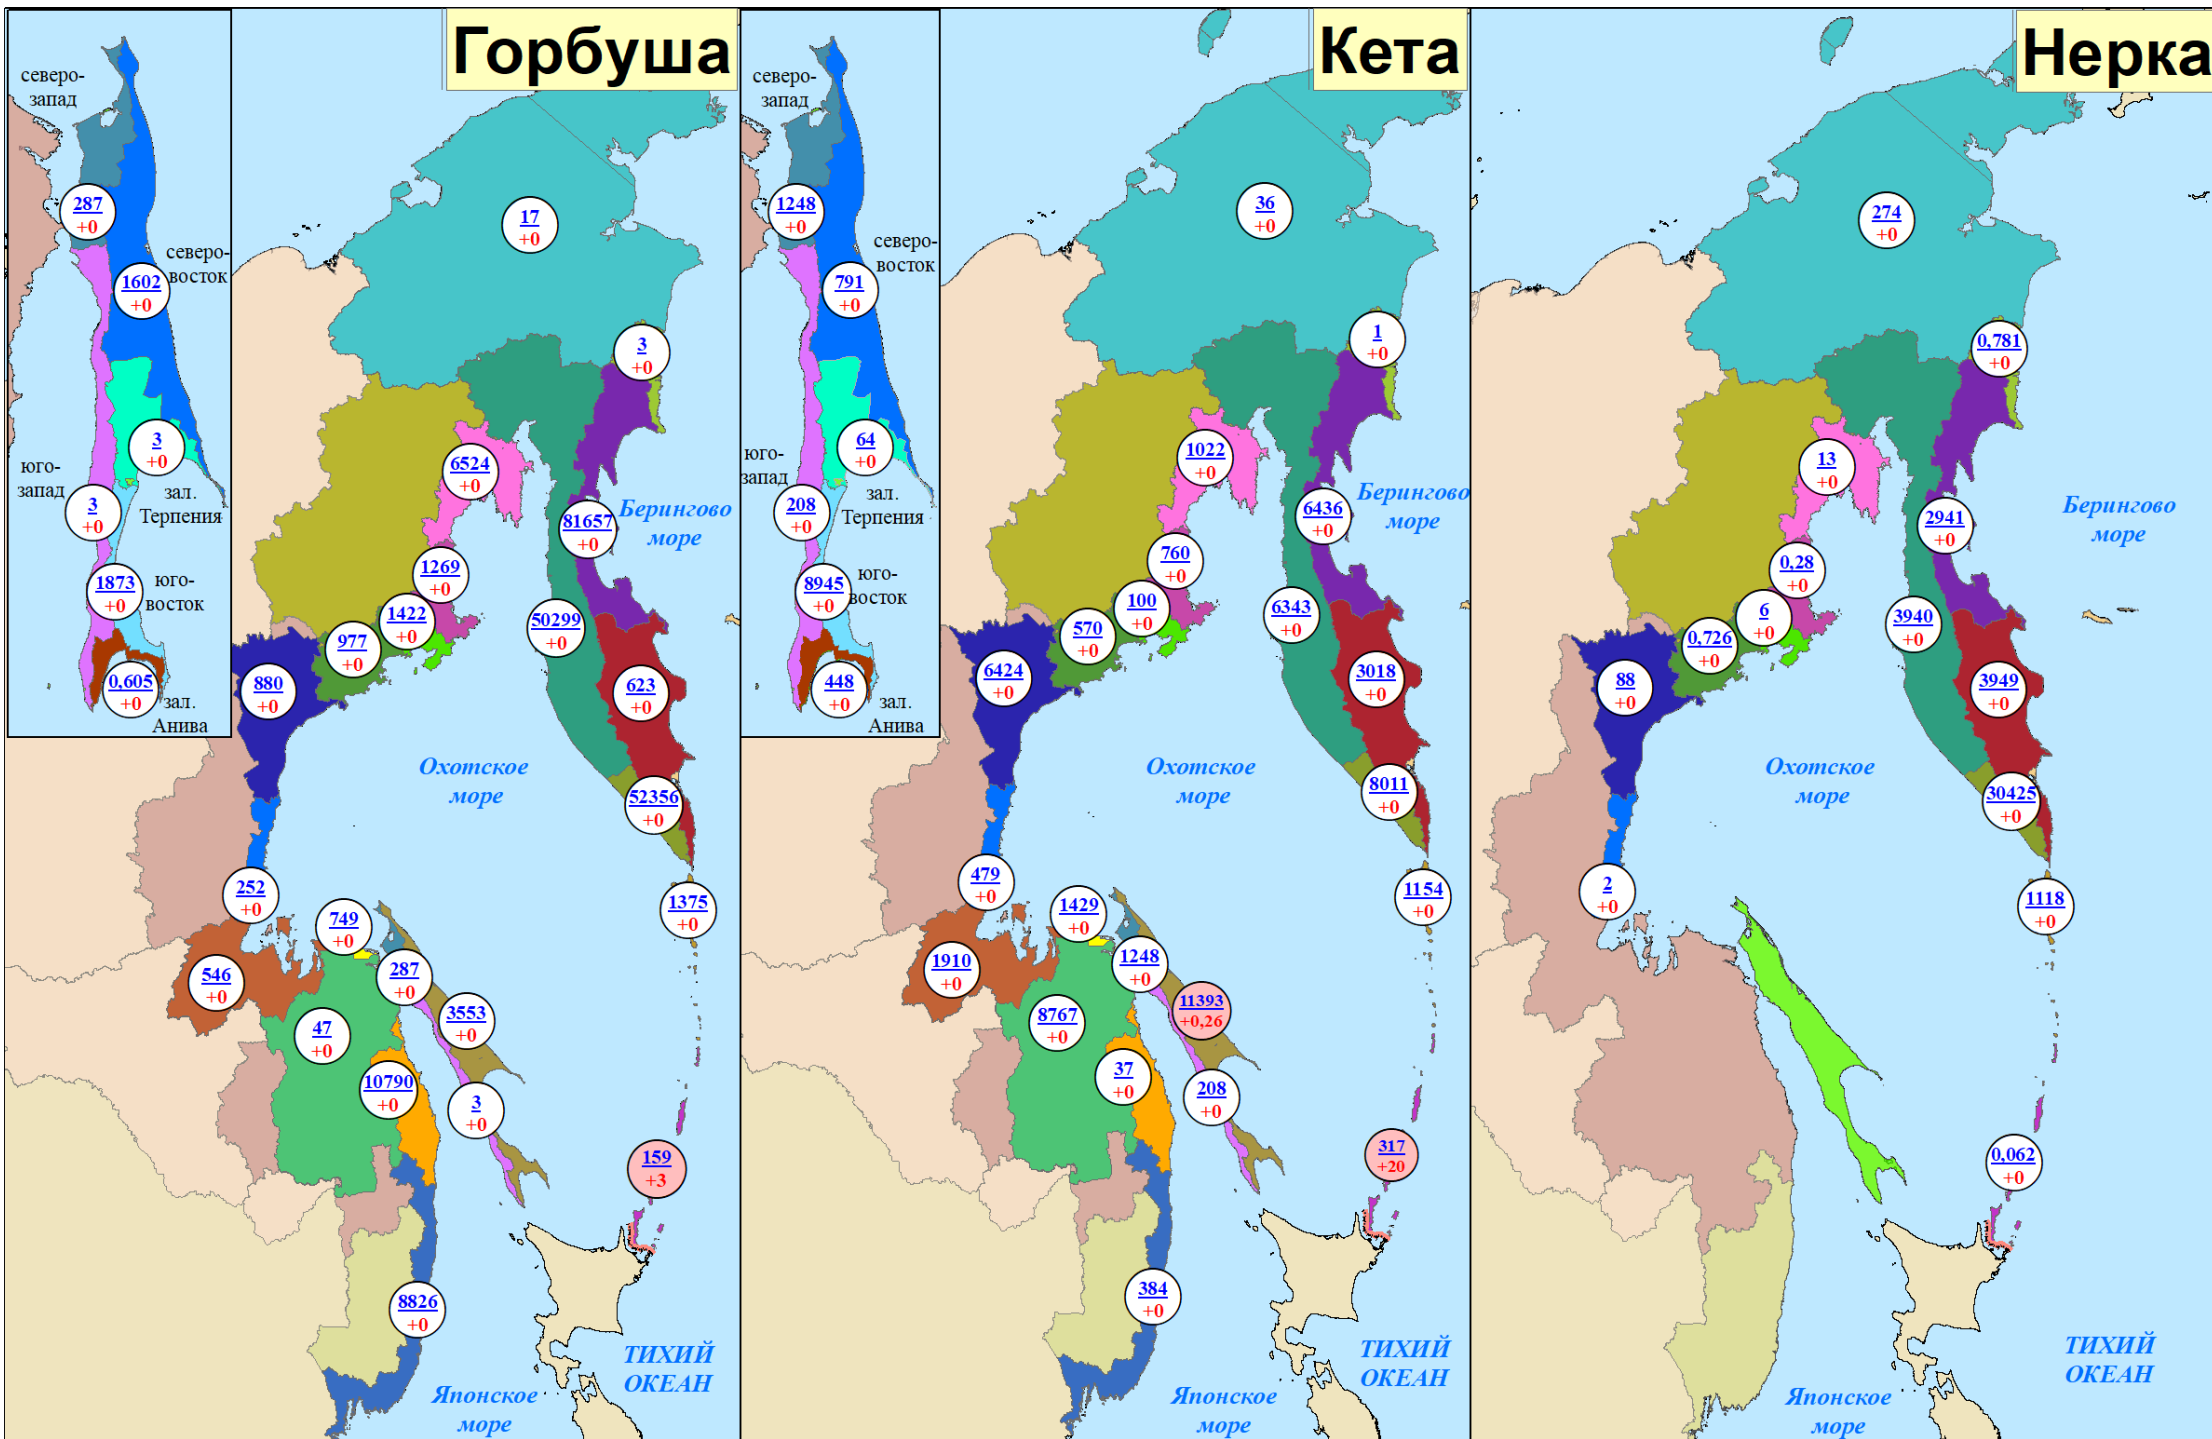 Горбуша
северо-
запад
287
+0
северо-
восток
1602
+0
3
+0
юго-
запад
3
+0
зал.
Терпения
1873
+0
юго-
восток
0,605
+0
зал.
Анива
17
+0
3
+0
6524
+0
81657
+0
Берингово
море
1269
+0
1422
+0
977
+0
50299
+0
880
+0
623
+0
Охотское
море
52356
+0
252
+0
749
+0
1375
+0
546
+0
287
+0
3553
+0
47
+0
10790
+0
3
+0
159
+3
8826
+0
ТИХИЙ
ОКЕАН
Японское
море
Кета
северо-
запад
1248
+0
северо-
восток
791
+0
64
+0
юго-
запад
208
+0
зал.
Терпения
8945
+0
юго-
восток
448
+0
зал.
Анива
36
+0
1
+0
1022
+0
6436
+0
Берингово
море
760
+0
100
+0
570
+0
6343
+0
6424
+0
3018
+0
Охотское
море
8011
+0
479
+0
1429
+0
1154
+0
1910
+0
1248
+0
11393
+0,26
8767
+0
37
+0
208
+0
317
+20
384
+0
ТИХИЙ
ОКЕАН
Японское
море
Нерка
274
+0
0,781
+0
13
+0
2941
+0
Берингово
море
0,28
+0
6
+0
0,726
+0
3940
+0
88
+0
3949
+0
Охотское
море
30425
+0
2
+0
1118
+0
0,062
+0
ТИХИЙ
ОКЕАН
Японское
море